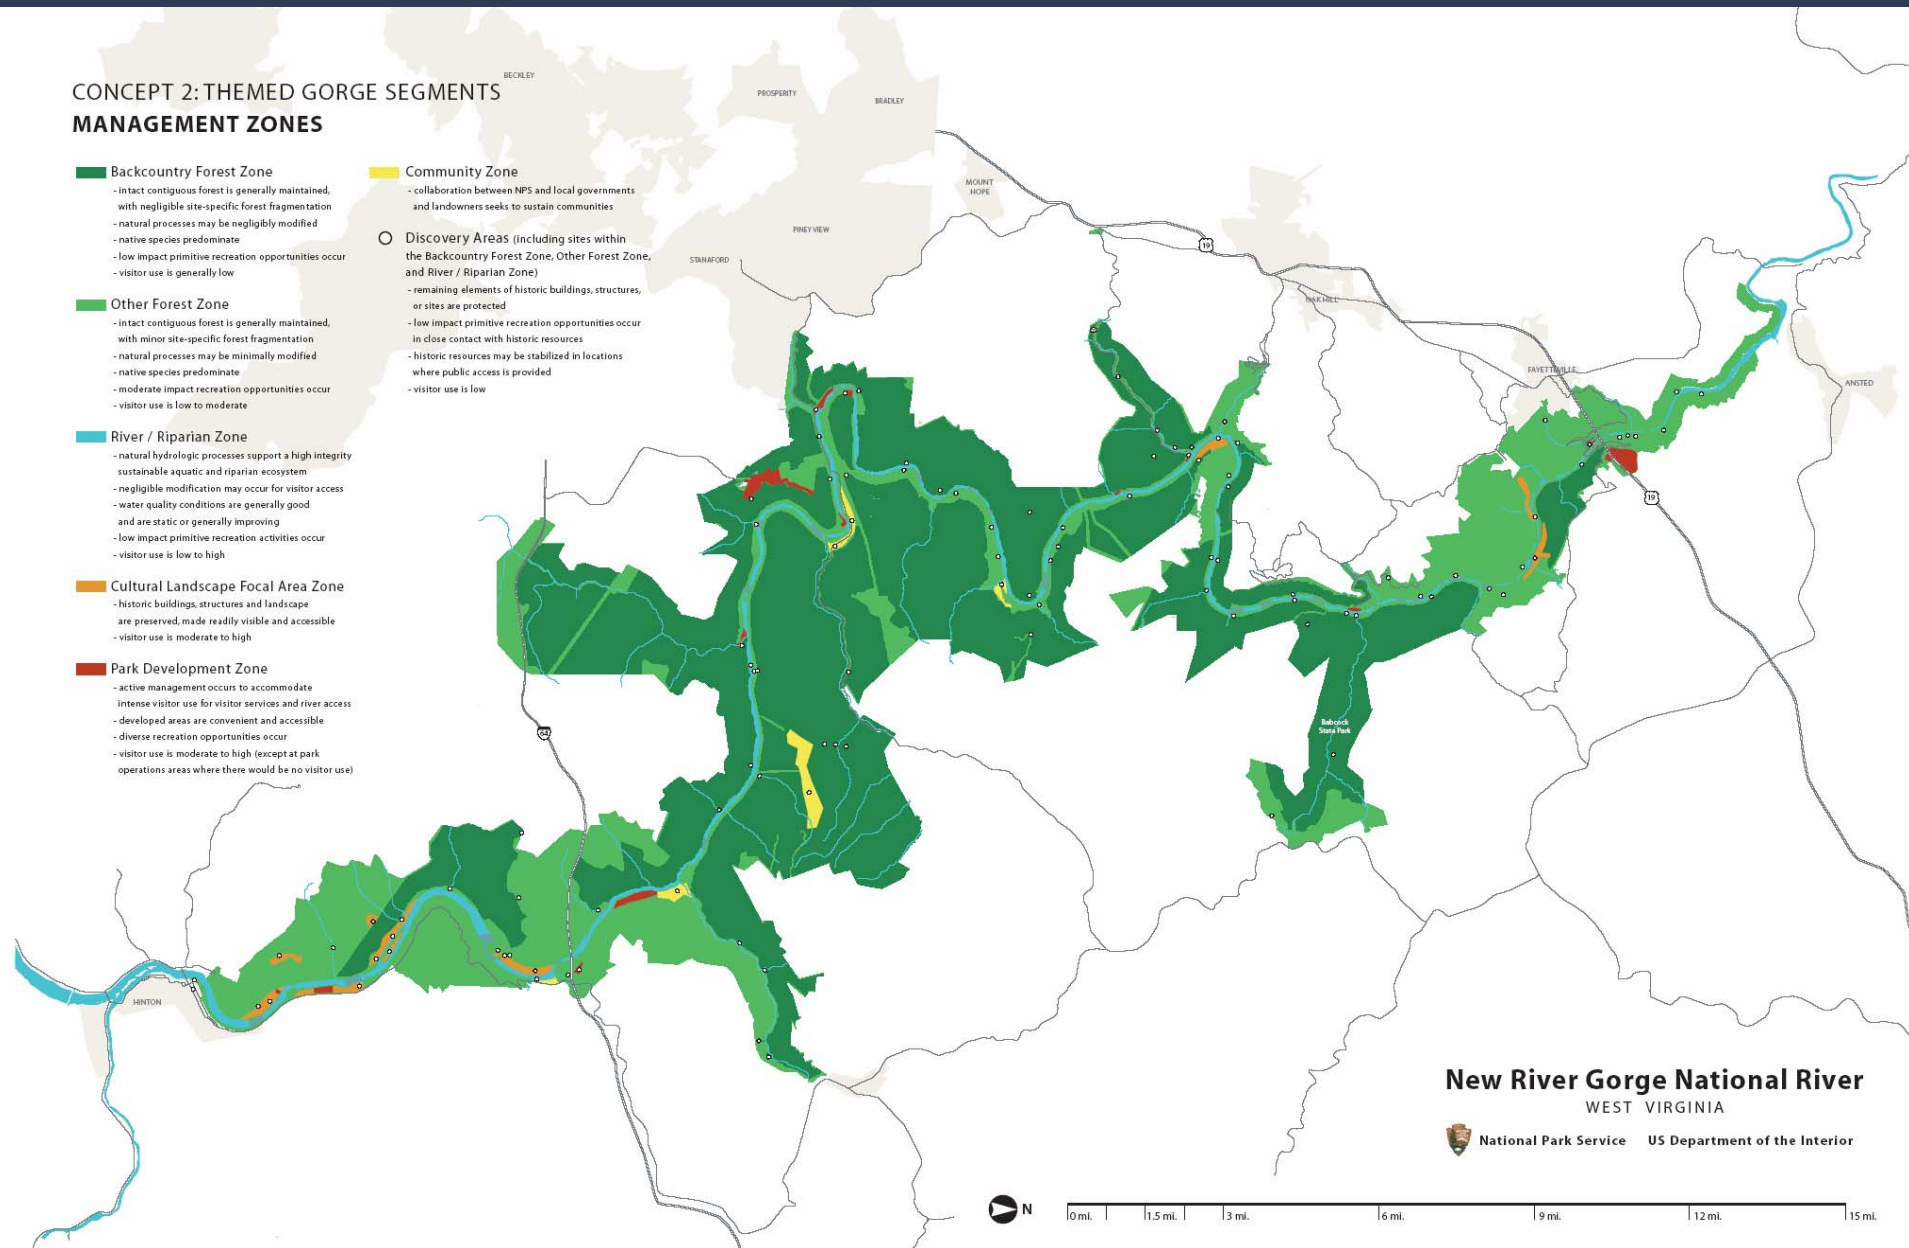 CONCEPT 2: THEMED GORGE SEGMENTS
MANAGEMENT ZONES
Backcountry Forest Zone
- intact contiguous forest is generally maintained,
with negligible site-specific forest fragmentation
- natural processes may be negligibly modified
- native species predominate
- low impact primitive recreation opportunities occur
- visitor use is generally low
Other Forest Zone
- intact contiguous forest is generally maintained,
with minor site-specific forest fragmentation
- natural processes may be minimally modified
- native species predominate
- moderate impact recreation opportunities occur
- visitor use is low to moderate
River / Riparian Zone
- natural hydrologic processes support a high integrity
sustainable aquatic and riparian ecosystem
- negligible modification may occur for visitor access
- water quality conditions are generally good
and are static or generally improving
- low impact primitive recreation activities occur
- visitor use is low to high
Cultural Landscape Focal Area Zone
- historic buildings, structures and landscape
are preserved, made readily visible and accessible
- visitor use is moderate to high
Park Development Zone
- active management occurs to accommodate
intense visitor use for visitor services and river access
- developed areas are convenient and accessible
- diverse recreation opportunities occur
- visitor use is moderate to high (except at park
operations areas where there would be no visitor use)
Community Zone
- collaboration between NPS and local governments
and landowners seeks to sustain communities
Discovery Areas (including sites within
the Backcountry Forest Zone, Other Forest Zone,
and River / Riparian Zone)
- remaining elements of historic buildings, structures,
or sites are protected
- low impact primitive recreation opportunities occur
in close contact with historic resources
- historic resources may be stabilized in locations
where public access is provided
- visitor use is low
BECKLEY
PROSPERITY
BRADLEY
MOUNT
HOPE
PINEY VIEW
STANAFORD
19
OAK HILL
FAYETTEVILLE
ANSTED
19
64
Babcock
State Park
HINTON
New River Gorge National River
WEST VIRGINIA
National Park Service US Department of the Interior
N
0 mi. 1.5 mi. 3 mi. 6 mi. 9 mi. 12 mi. 15 mi.